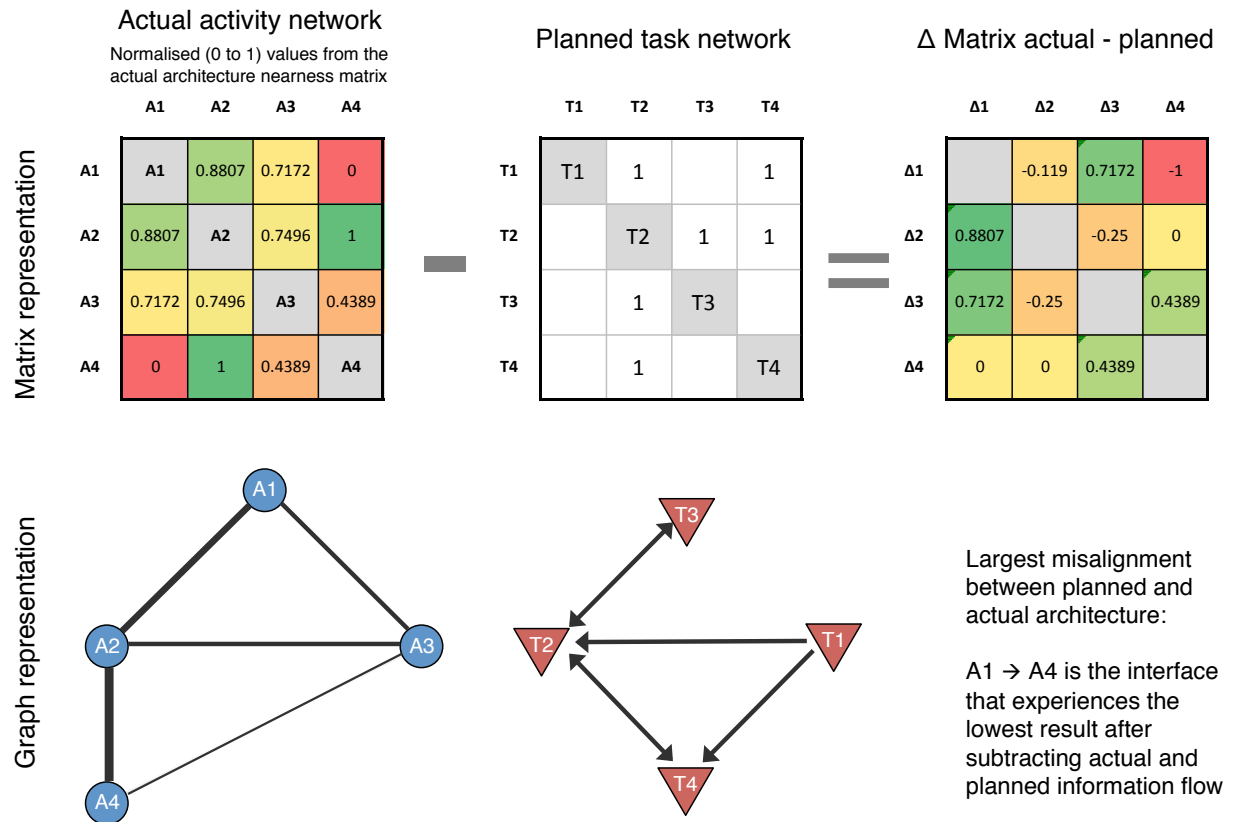 Actual activity network
Normalised (0 to 1) values from the
actual architecture nearness matrix
Planned task network
Δ Matrix actual - planned
Matrix representation
A1 A2 A3 A4
A1 A1 0.8807 0.7172 0
A2 0.8807 A2 0.7496 1
A3 0.7172 0.7496 A3 0.4389
A4 0 1 0.4389 A4
T1 T2 T3 T4
T1 T1 1 1
T2 T2 1 1
T3 1 T3
T4 1 T4
Δ1 Δ2 Δ3 Δ4
Δ1 -0.119 0.7172 -1
Δ2 0.8807 -0.25 0
Δ3 0.7172 -0.25 0.4389
Δ4 0 0 0.4389
Graph representation
A1
A2
A3
A4
T3
T2
T1
T4
Largest misalignment
between planned and
actual architecture:
A1 → A4 is the interface
that experiences the
lowest result after
subtracting actual and
planned information flow